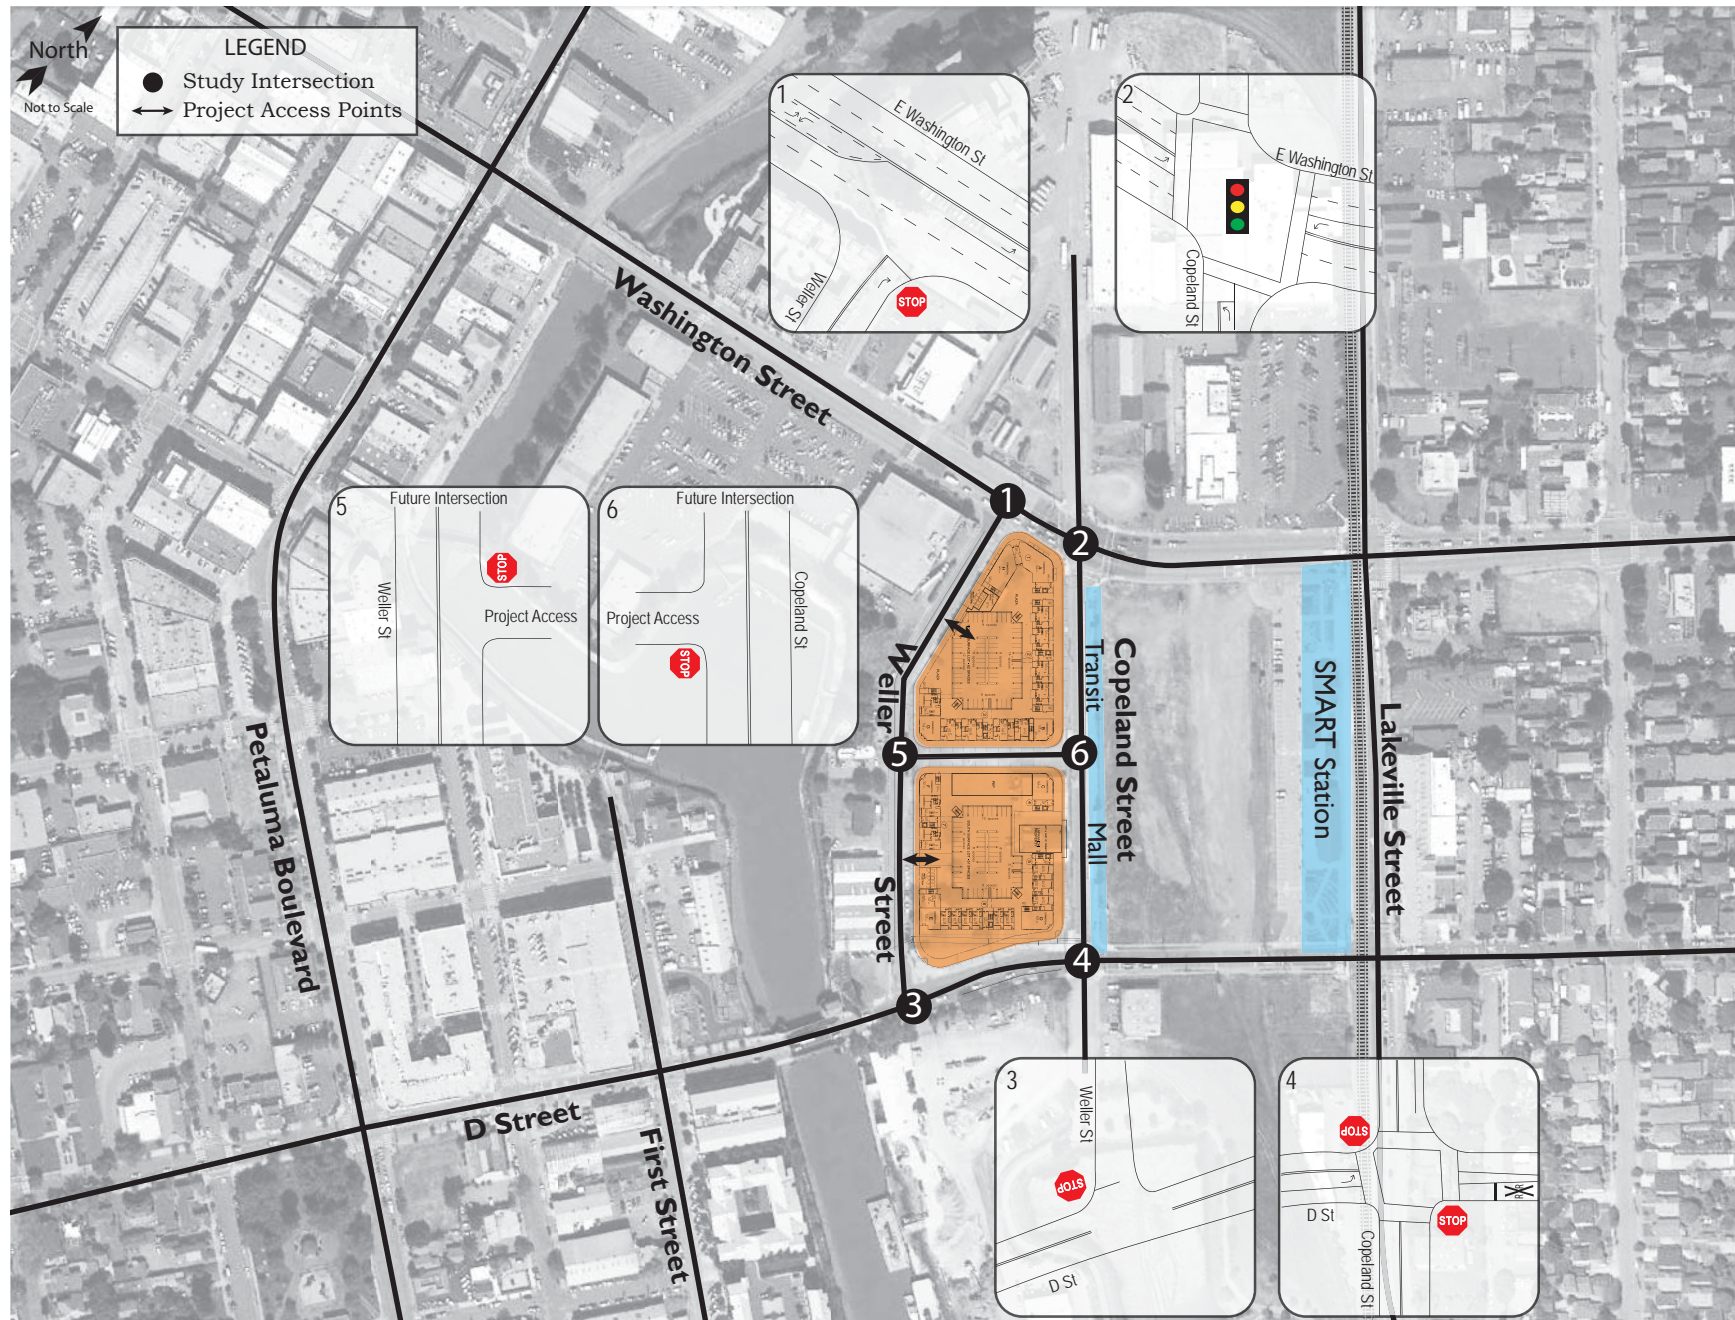 North
Not to Scale
LEGEND
Study Intersection
Project Access Points
1
E Washington St
Weller St
STOP
2
E Washington St
Copeland St
Washington Street
5
Future Intersection
STOP
Weller St
Project Access
6
Future Intersection
Project Access
Copeland St
STOP
1
2
Weller
Street
5
6
Transit
Mall
Copeland Street
SMART Station
Lakeville Street
Petaluma Boulevard
3
4
D Street
First Street
3
Weller St
STOP
D St
4
STOP
D St
STOP
R R
Copeland St